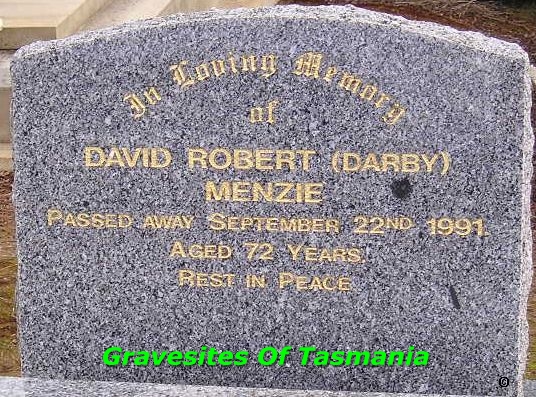 In Loving Memory
of
DAVID ROBERT (DARBY)
MENZIE
PASSED AWAY SEPTEMBER 22ND 1991.
AGED 72 YEARS.
REST IN PEACE
Gravesites Of Tasmania
©